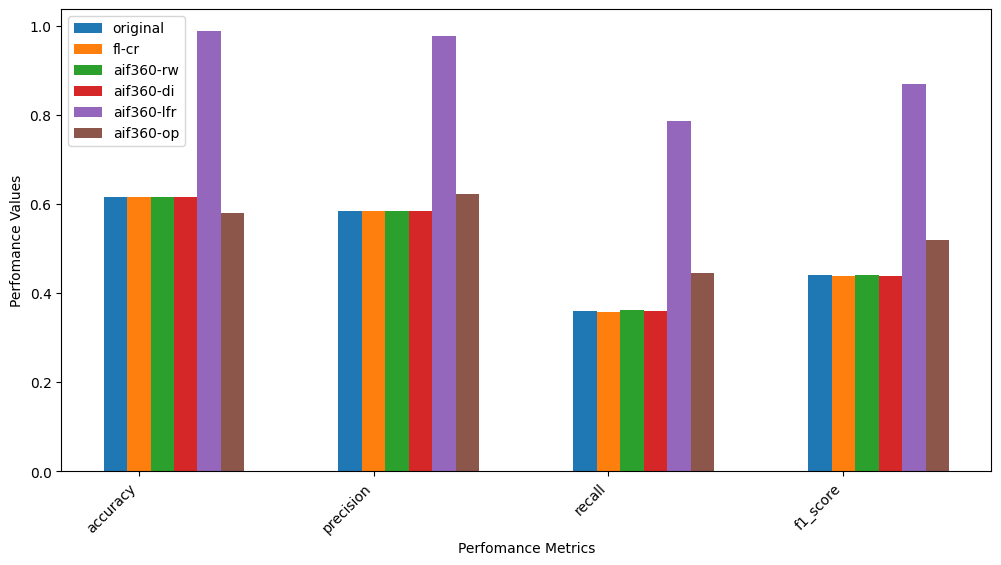 original
fl-cr
aif360-rw
aif360-di
aif360-lfr
aif360-op
1.0
0.8
0.6
0.4
0.2
0.0
Perfomance Values
accuracy
precision
recall
f1_score
Perfomance Metrics